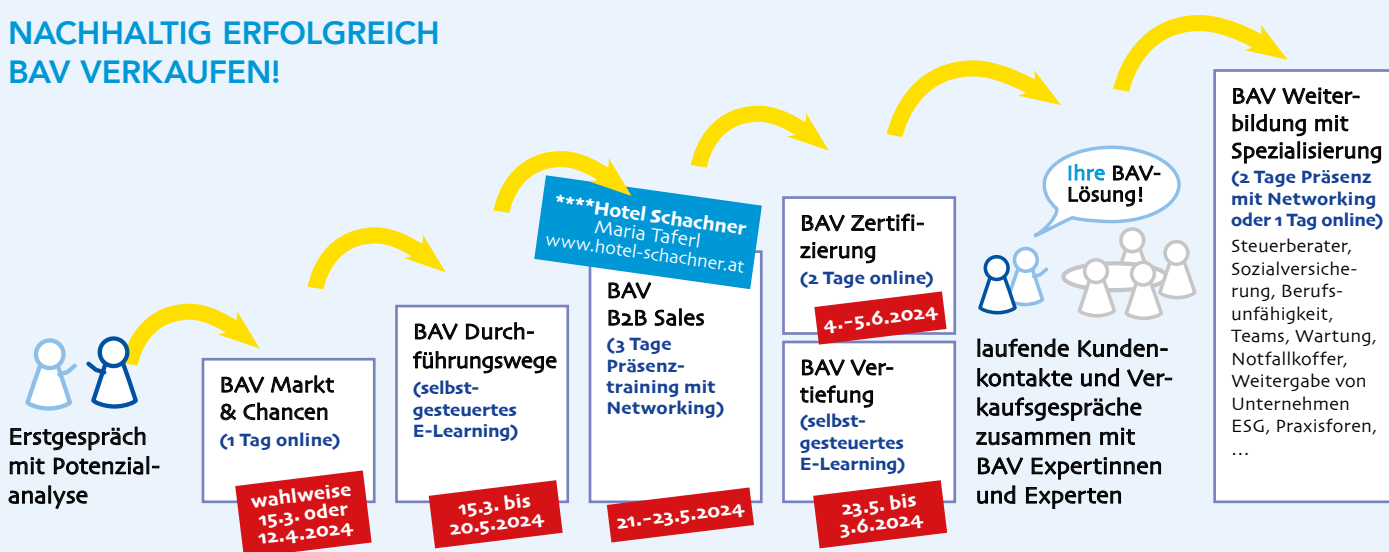 NACHHALTIG ERFOLGREICH
BAV VERKAUFEN!
Erstgespräch
mit Potenzial-
analyse
BAV Markt
& Chancen
(1 Tag online)
wahlweise
15.3. oder
12.4.2024
BAV Durch-
führungswege
(selbst-
gesteuertes
E-Learning)
15.3. bis
20.5.2024
****Hotel Schachner
Maria Taferl
www.hotel-schachner.at
BAV
B2B Sales
(3 Tage
Präsenz-
training mit
Networking)
21.-23.5.2024
BAV Zertifi-
zierung
(2 Tage online)
4.-5.6.2024
BAV Ver-
tiefung
(selbst-
gesteuertes
E-Learning)
23.5. bis
3.6.2024
Ihre BAV-
Lösung!
laufende Kunden-
kontakte und Ver-
kaufsgespräche
zusammen mit
BAV Expertinnen
und Experten
BAV Weiter-
bildung mit
Spezialisierung
(2 Tage Präsenz
mit Networking
oder 1 Tag online)
Steuerberater,
Sozialversiche-
rung, Berufs-
unfähigkeit,
Teams, Wartung,
Notfallkoffer,
Weitergabe von
Unternehmen
ESG, Praxisforen,
...